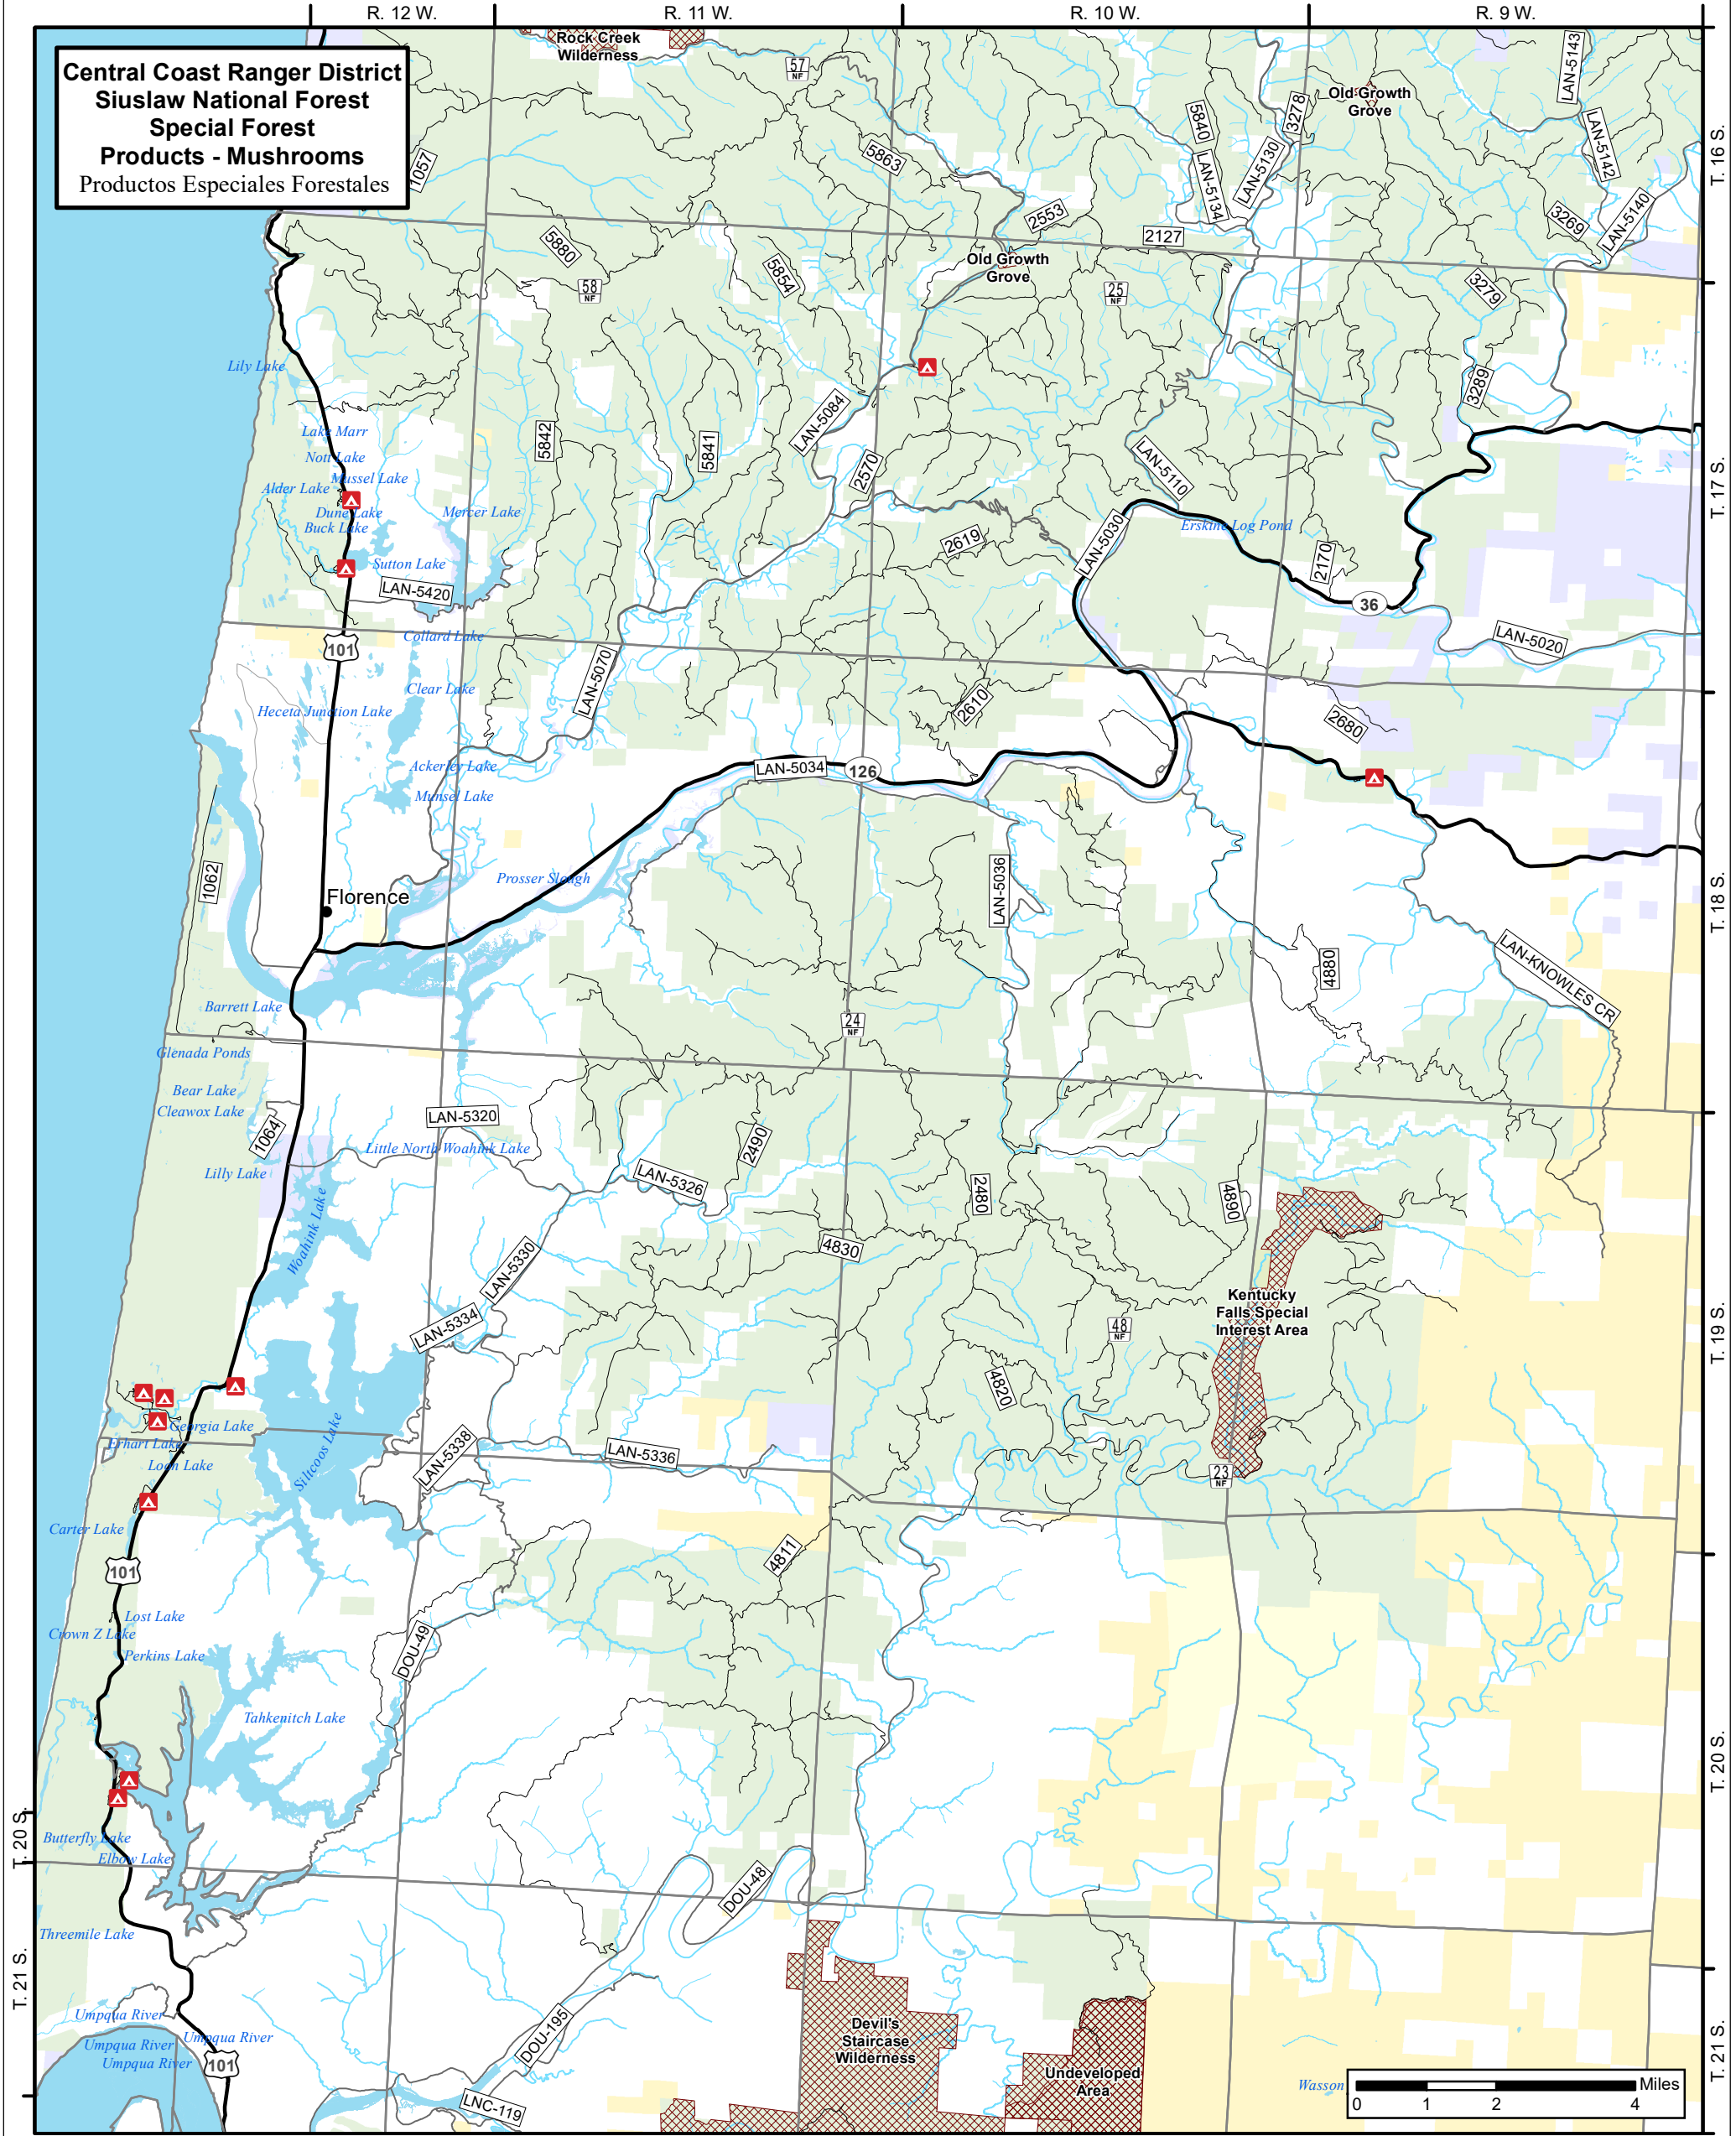 R. 12 W.
R. 11 W.
R. 10 W.
R. 9 W.
Central Coast Ranger District
Siuslaw National Forest
Special Forest
Products - Mushrooms
Productos Especiales Forestales
Rock Creek
Wilderness
57
NF
Old Growth
Grove
LAN-5143
5840
3278
LAN-5142
T. 16 S.
1057
5863
LAN-5134
LAN-5130
2553
2127
3269
LAN-5140
5880
5854
Old Growth
Grove
58
NF
25
NF
3279
Lily Lake
3289
Lake Marr
Nott Lake
Mussel Lake
Alder Lake
Dune Lake
Buck Lake
Mercer Lake
Sutton Lake
5842
5841
LAN-5084
2570
LAN-5110
T. 17 S.
2619
LAN-5030
Erskine Log Pond
2170
36
LAN-5420
Collard Lake
101
LAN-5020
Clear Lake
LAN-5070
Heceta Junction Lake
2610
2680
Ackerley Lake
LAN-5034
126
Munsel Lake
1062
Prosser Slough
Florence
LAN-5036
T. 18 S.
4880
LAN-KNOWLES CR
Barrett Lake
24
NF
Glenada Ponds
Bear Lake
Cleawox Lake
1064
LAN-5320
Little North Woahink Lake
2490
Lilly Lake
LAN-5326
2480
4890
Woahink Lake
4830
LAN-5330
Kentucky
Falls Special
Interest Area
LAN-5334
48
NF
T. 19 S.
4820
Georgia Lake
Erhart Lake
Loon Lake
Siltcoos Lake
LAN-5338
LAN-5336
23
NF
Carter Lake
101
4811
Lost Lake
Crown Z Lake
Perkins Lake
DOU-49
Tahkenitch Lake
T. 20 S.
T. 20 S.
Butterfly Lake
Elbow Lake
DOU-48
Threemile Lake
T. 21 S.
Umpqua River
Umpqua River
Umpqua River
Umpqua River
101
DOU-195
LNC-119
Devil's
Staircase
Wilderness
Undeveloped
Area
T. 21 S.
Wasson
Miles
0
1
2
4